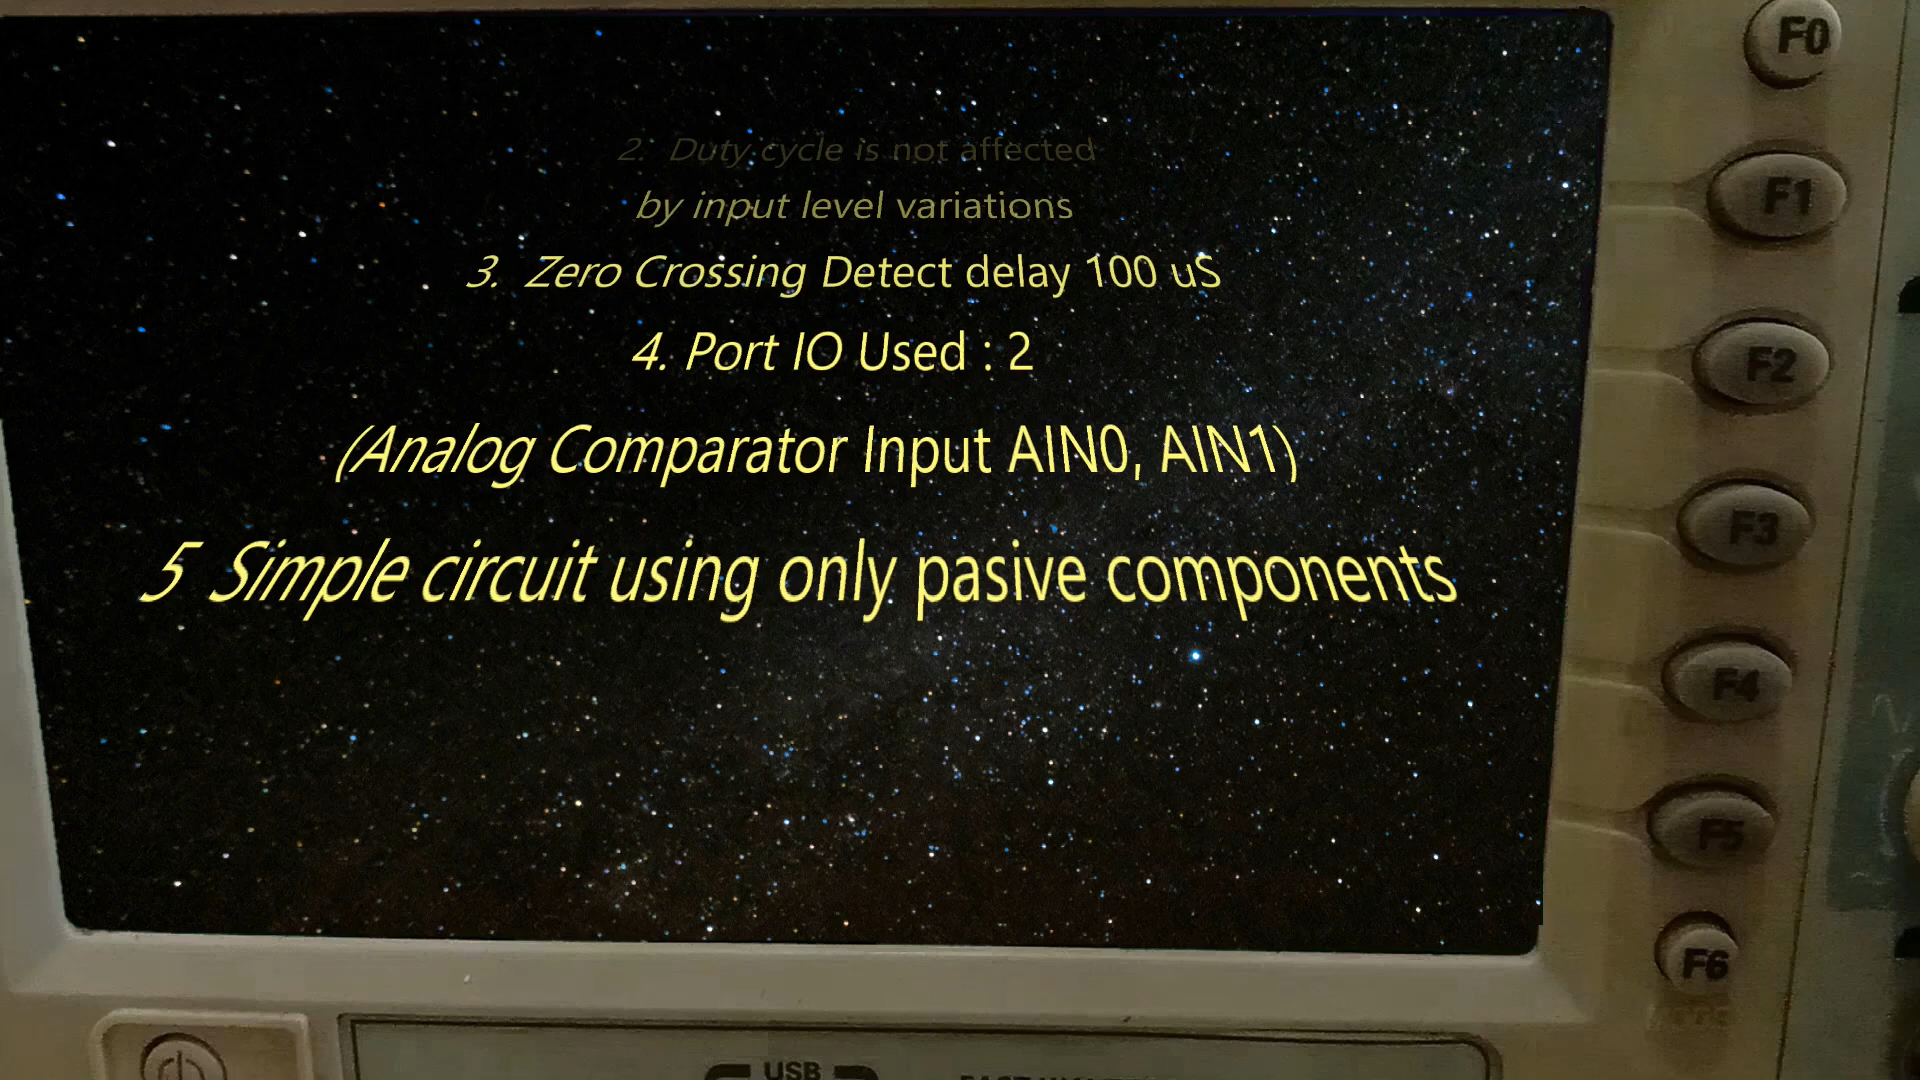 2. Duty cycle is not affected
by input level variations
3. Zero Crossing Detect delay 100 uS
4. Port IO Used : 2
(Analog Comparator Input AIN0, AIN1)
5 Simple circuit using only pasive components
F0
F1
F2
F3
F4
F5
F6
USB